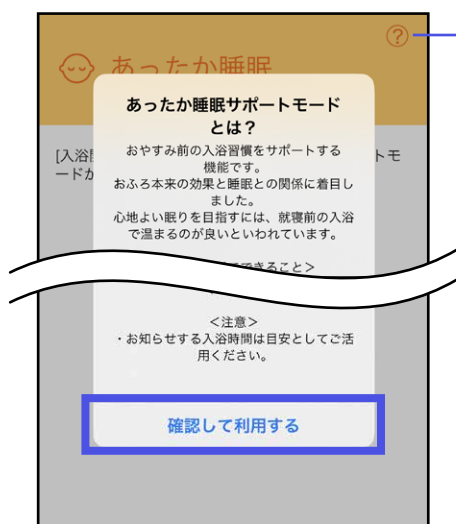 ?
あったか睡眠
あったか睡眠サポートモード
とは？
[入浴
トモ
ードか
おやすみ前の入浴習慣をサポートする
機能です。
おふろ本来の効果と睡眠との関係に着目し
ました。
心地よい眠りを目指すには、就寝前の入浴
で温まるのが良いといわれています。
できること＞
＜注意＞
・お知らせする入浴時間は目安としてご活
用ください。
確認して利用する